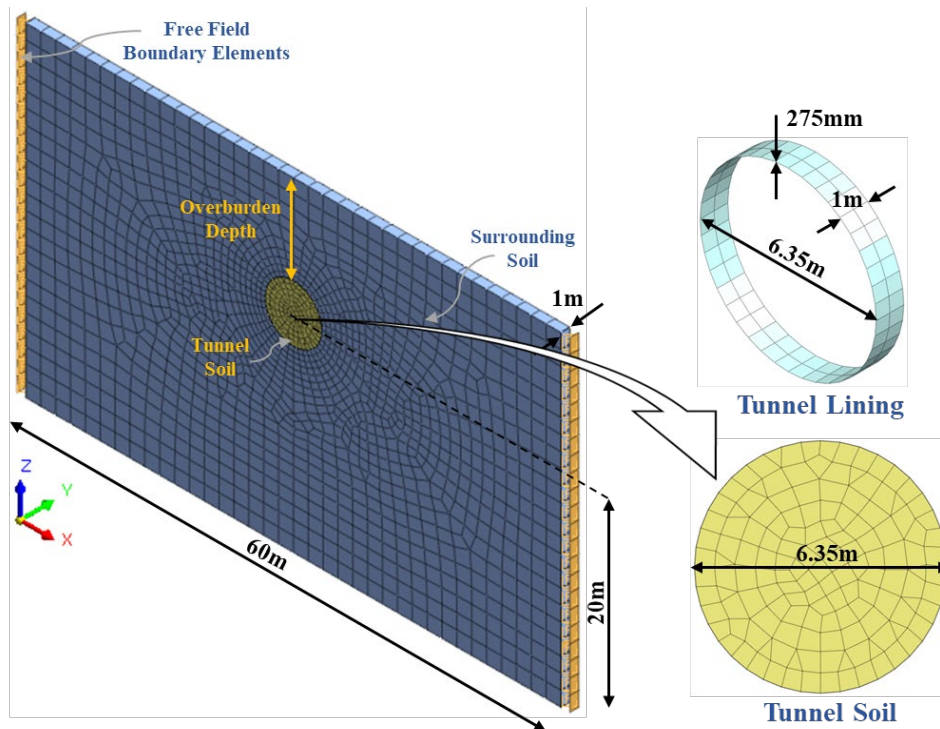 Free Field
Boundary Elements
Overburden
Depth
Surrounding
Soil
1m
Tunnel
Soil
Z
Y
X
60m
20m
275mm
1m
6.35m
Tunnel Lining
6.35m
Tunnel Soil